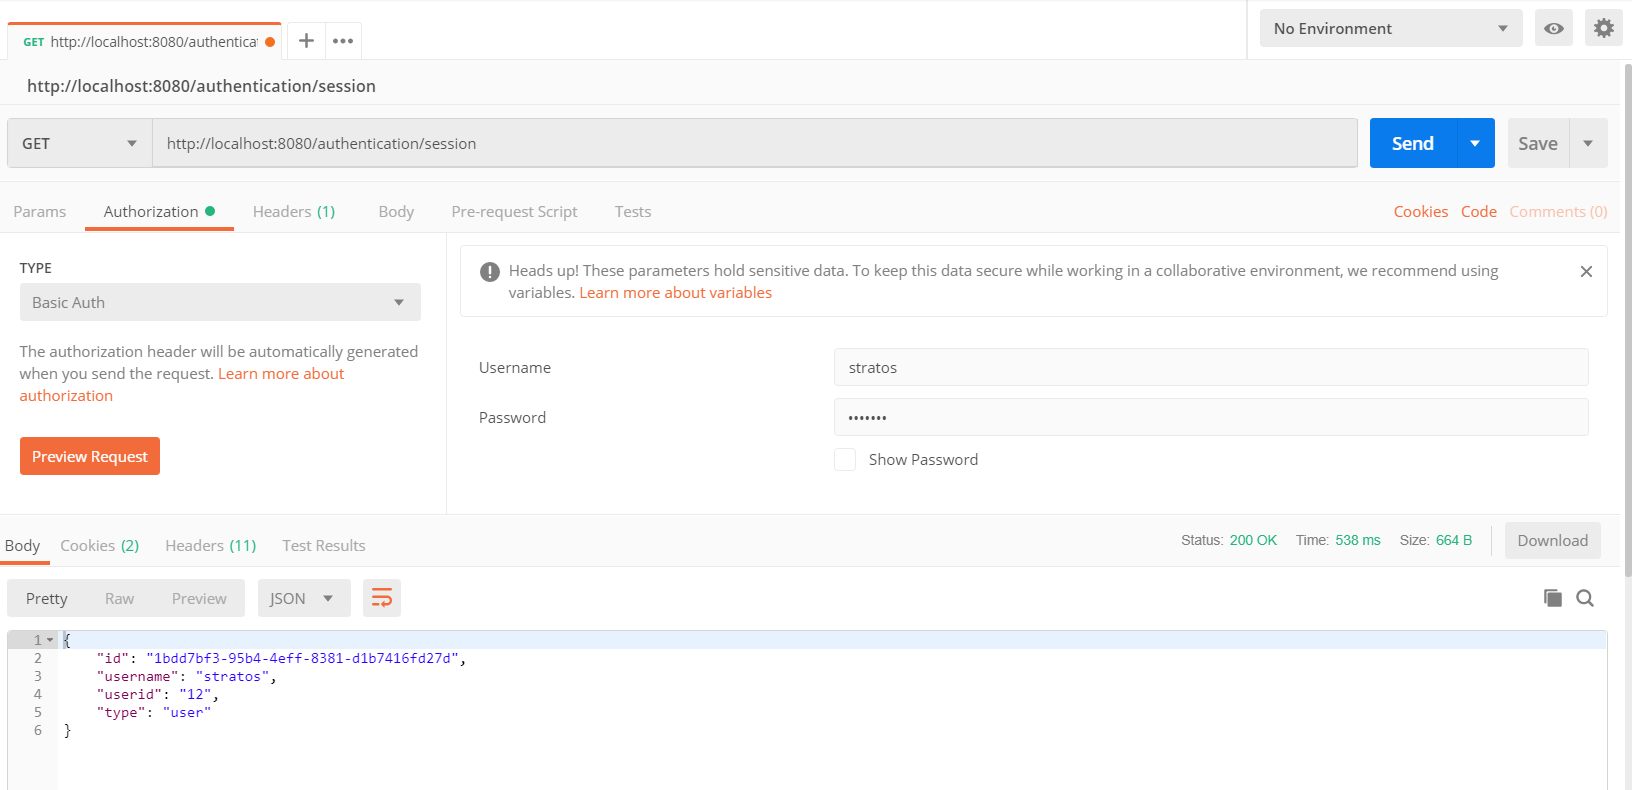 GET http://localhost:8080/authenticat
No Environment
http://localhost:8080/authentication/session
GET http://localhost:8080/authentication/session Send Save
Params Authorization Headers (1) Body Pre-request Script Tests Cookies Code Comments (0)
TYPE
Basic Auth
The authorization header will be automatically generated
when you send the request. Learn more about
authorization
Preview Request
Heads up! These parameters hold sensitive data. To keep this data secure while working in a collaborative environment, we recommend using
variables. Learn more about variables
Username stratos
Password •••••••
Show Password
Body Cookies (2) Headers (11) Test Results Status: 200 OK Time: 538 ms Size: 664 B Download
Pretty Raw Preview JSON
1 {
2 "id": "1bdd7bf3-95b4-4eff-8381-d1b7416fd27d",
3 "username": "stratos",
4 "userid": "12",
5 "type": "user"
6 }